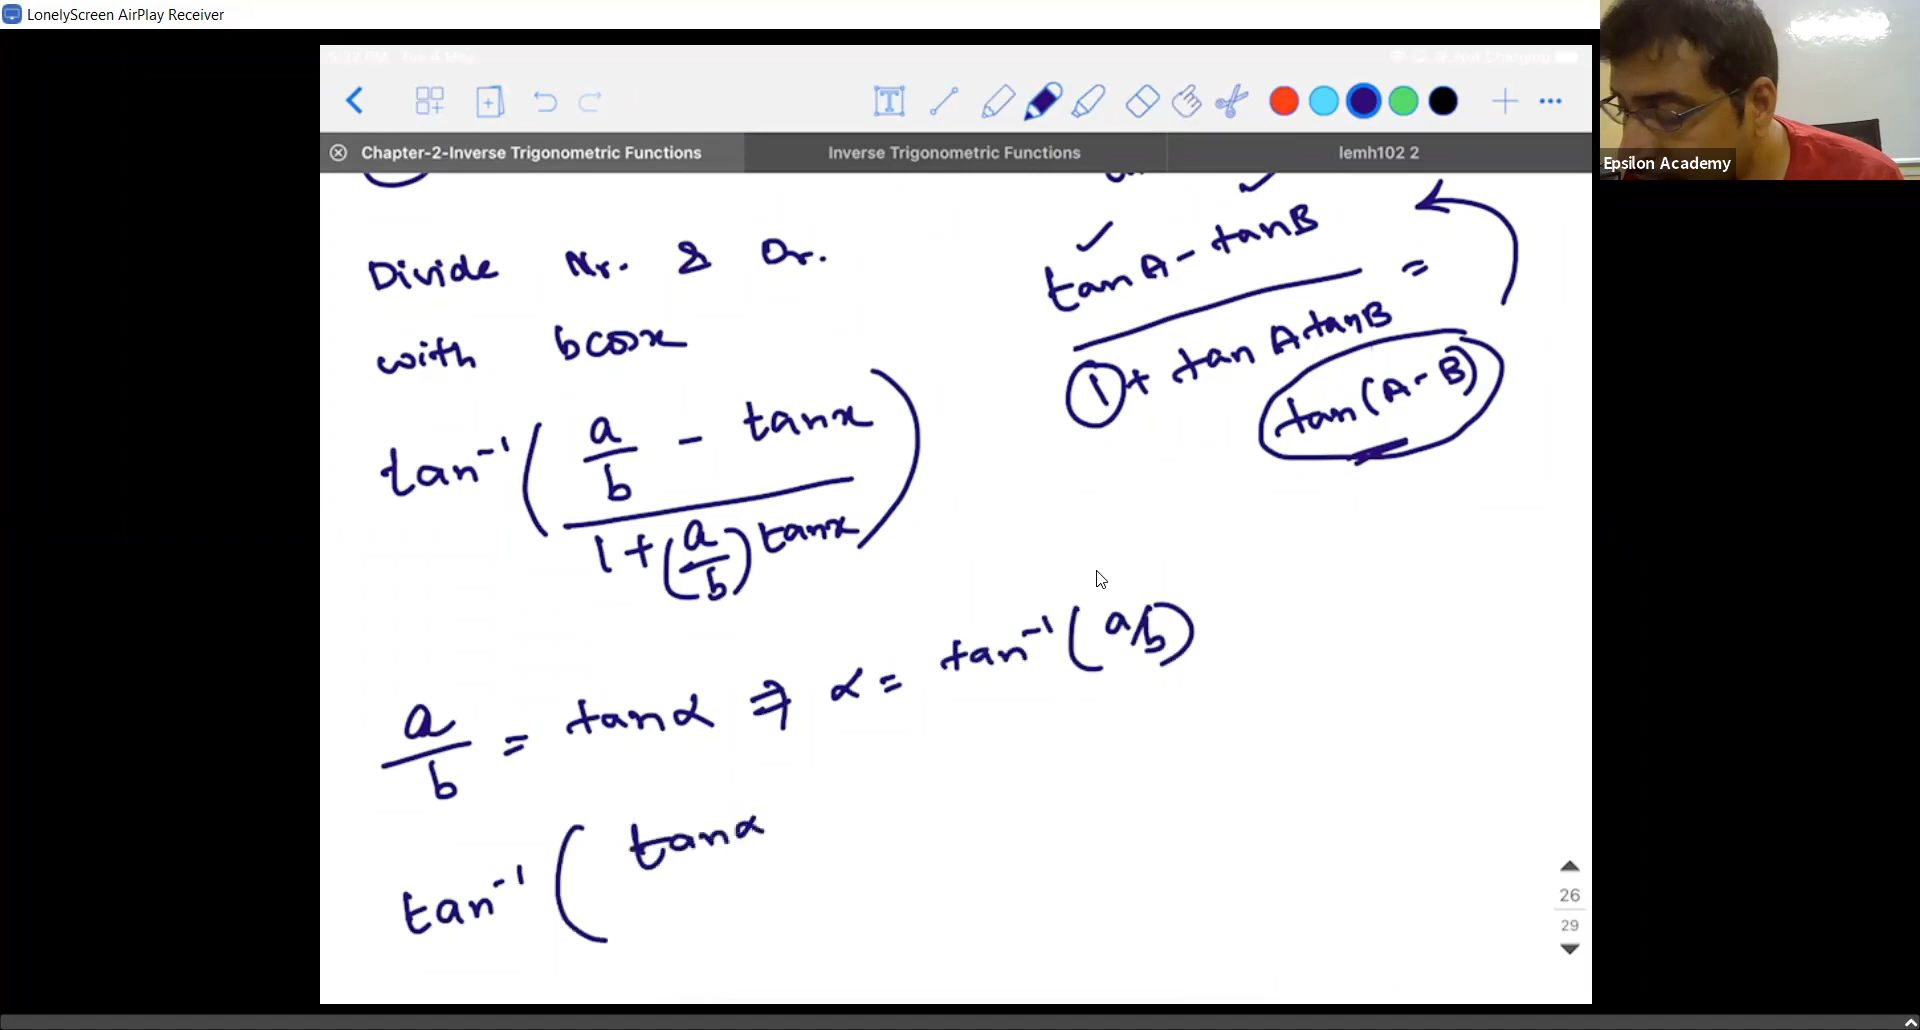 LonelyScreen AirPlay Receiver
Chapter-2-Inverse Trigonometric Functions
Inverse Trigonometric Functions
lemh102 2
Epsilon Academy
Divide Nr. & Dr.
with bcosx
tan⁻¹ ( a/b - tanx / 1 + (a/b) tanx )
tanA - tanB / 1 + tanA tanB =
tan(A-B)
a/b = tanα ⇒ α = tan⁻¹ (a/b)
tan⁻¹ ( tanα
26
29